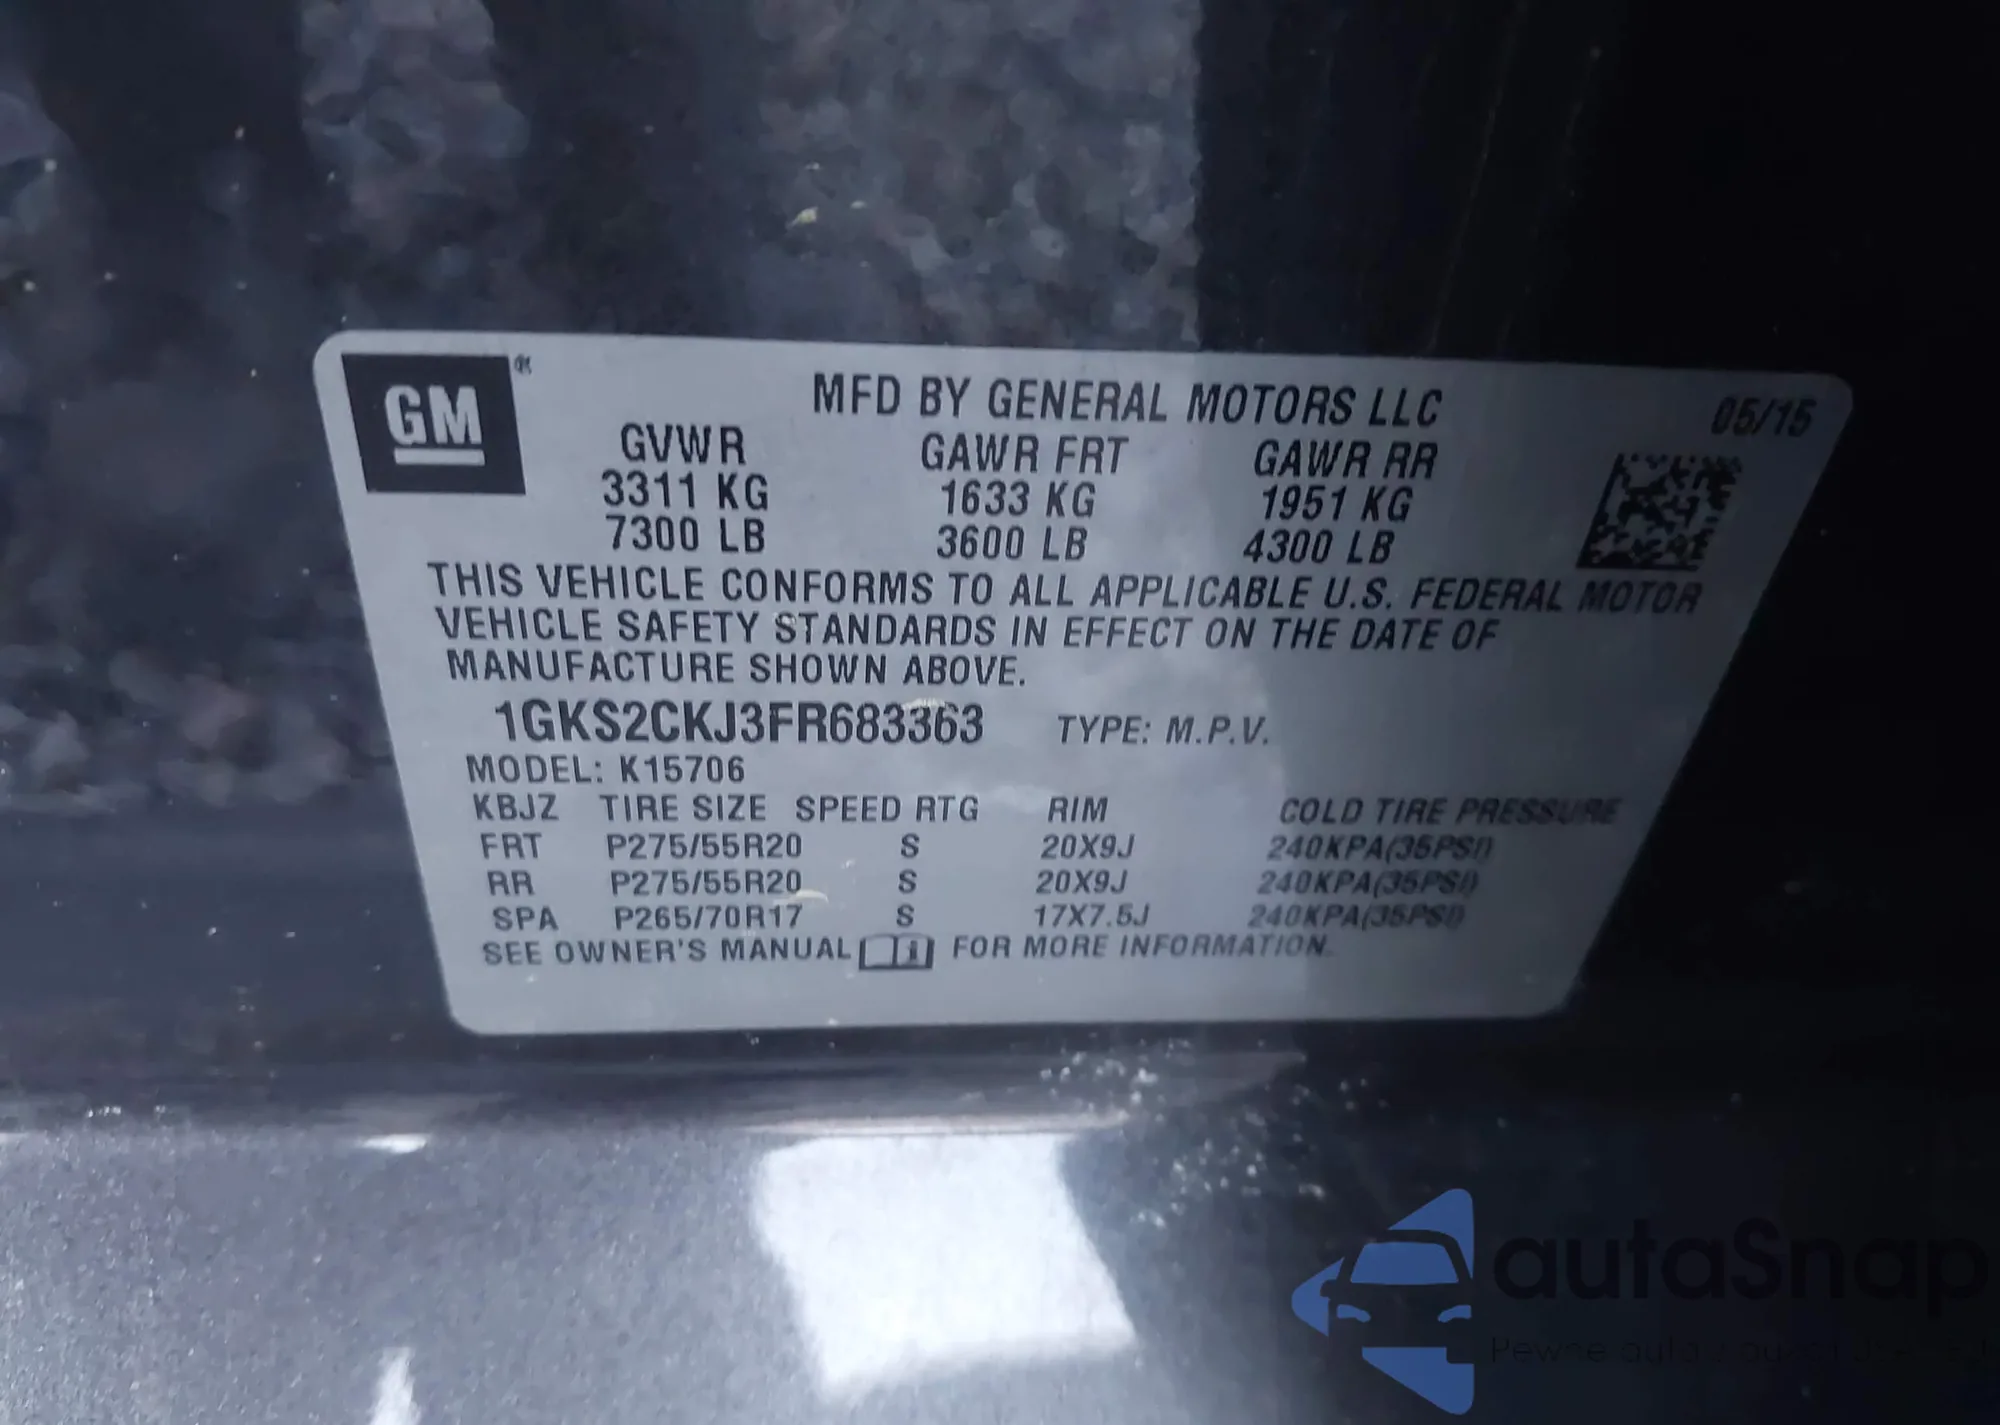 GM
MFD BY GENERAL MOTORS LLC 05/15
GVWR GAWR FRT GAWR RR
3311 KG 1633 KG 1951 KG
7300 LB 3600 LB 4300 LB
THIS VEHICLE CONFORMS TO ALL APPLICABLE U.S. FEDERAL MOTOR
VEHICLE SAFETY STANDARDS IN EFFECT ON THE DATE OF
MANUFACTURE SHOWN ABOVE.
1GKS2CKJ3FR683363 TYPE: M.P.V.
MODEL: K15706
KBJZ TIRE SIZE SPEED RTG RIM COLD TIRE PRESSURE
FRT P275/55R20 S 20X9J 240KPA(35PSI)
RR P275/55R20 S 20X9J 240KPA(35PSI)
SPA P265/70R17 S 17X7.5J 240KPA(35PSI)
SEE OWNER'S MANUAL FOR MORE INFORMATION.
autaSnap
Pewne